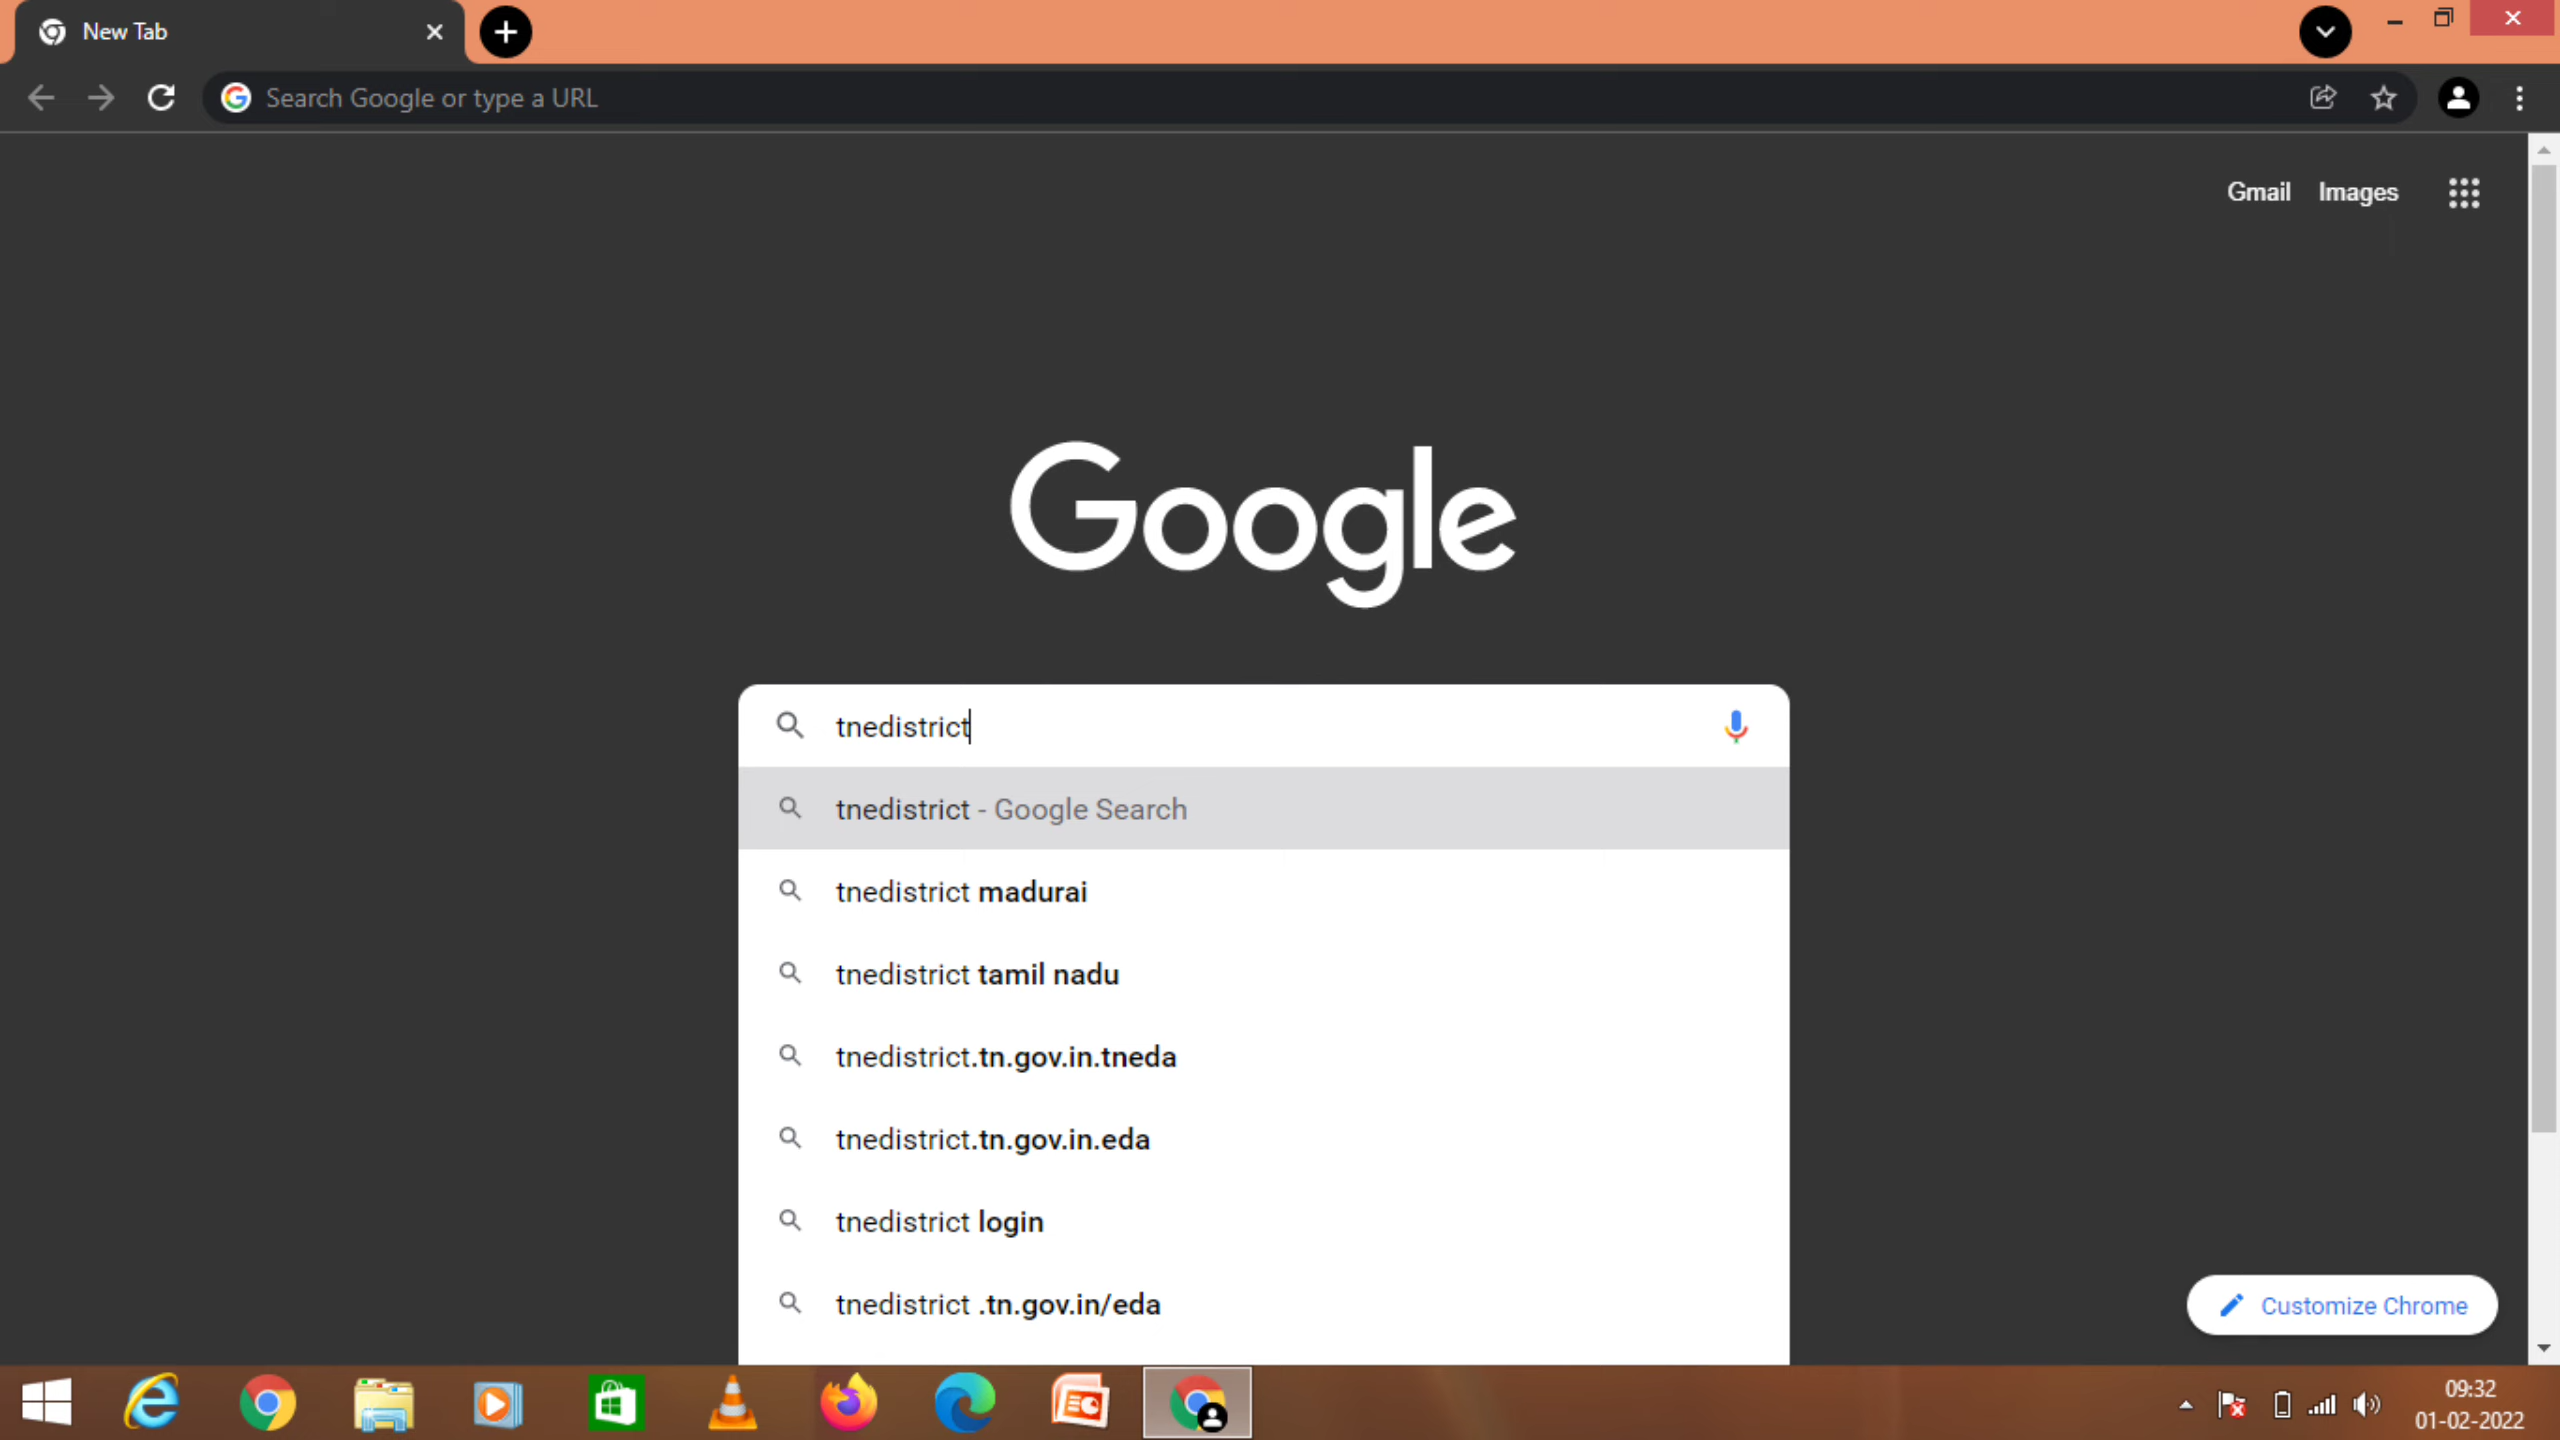 New Tab
Search Google or type a URL
Gmail Images
Google
tnedistrict
tnedistrict - Google Search
tnedistrict madurai
tnedistrict tamil nadu
tnedistrict.tn.gov.in.tneda
tnedistrict.tn.gov.in.eda
tnedistrict login
tnedistrict .tn.gov.in/eda
Customize Chrome
09:32
01-02-2022